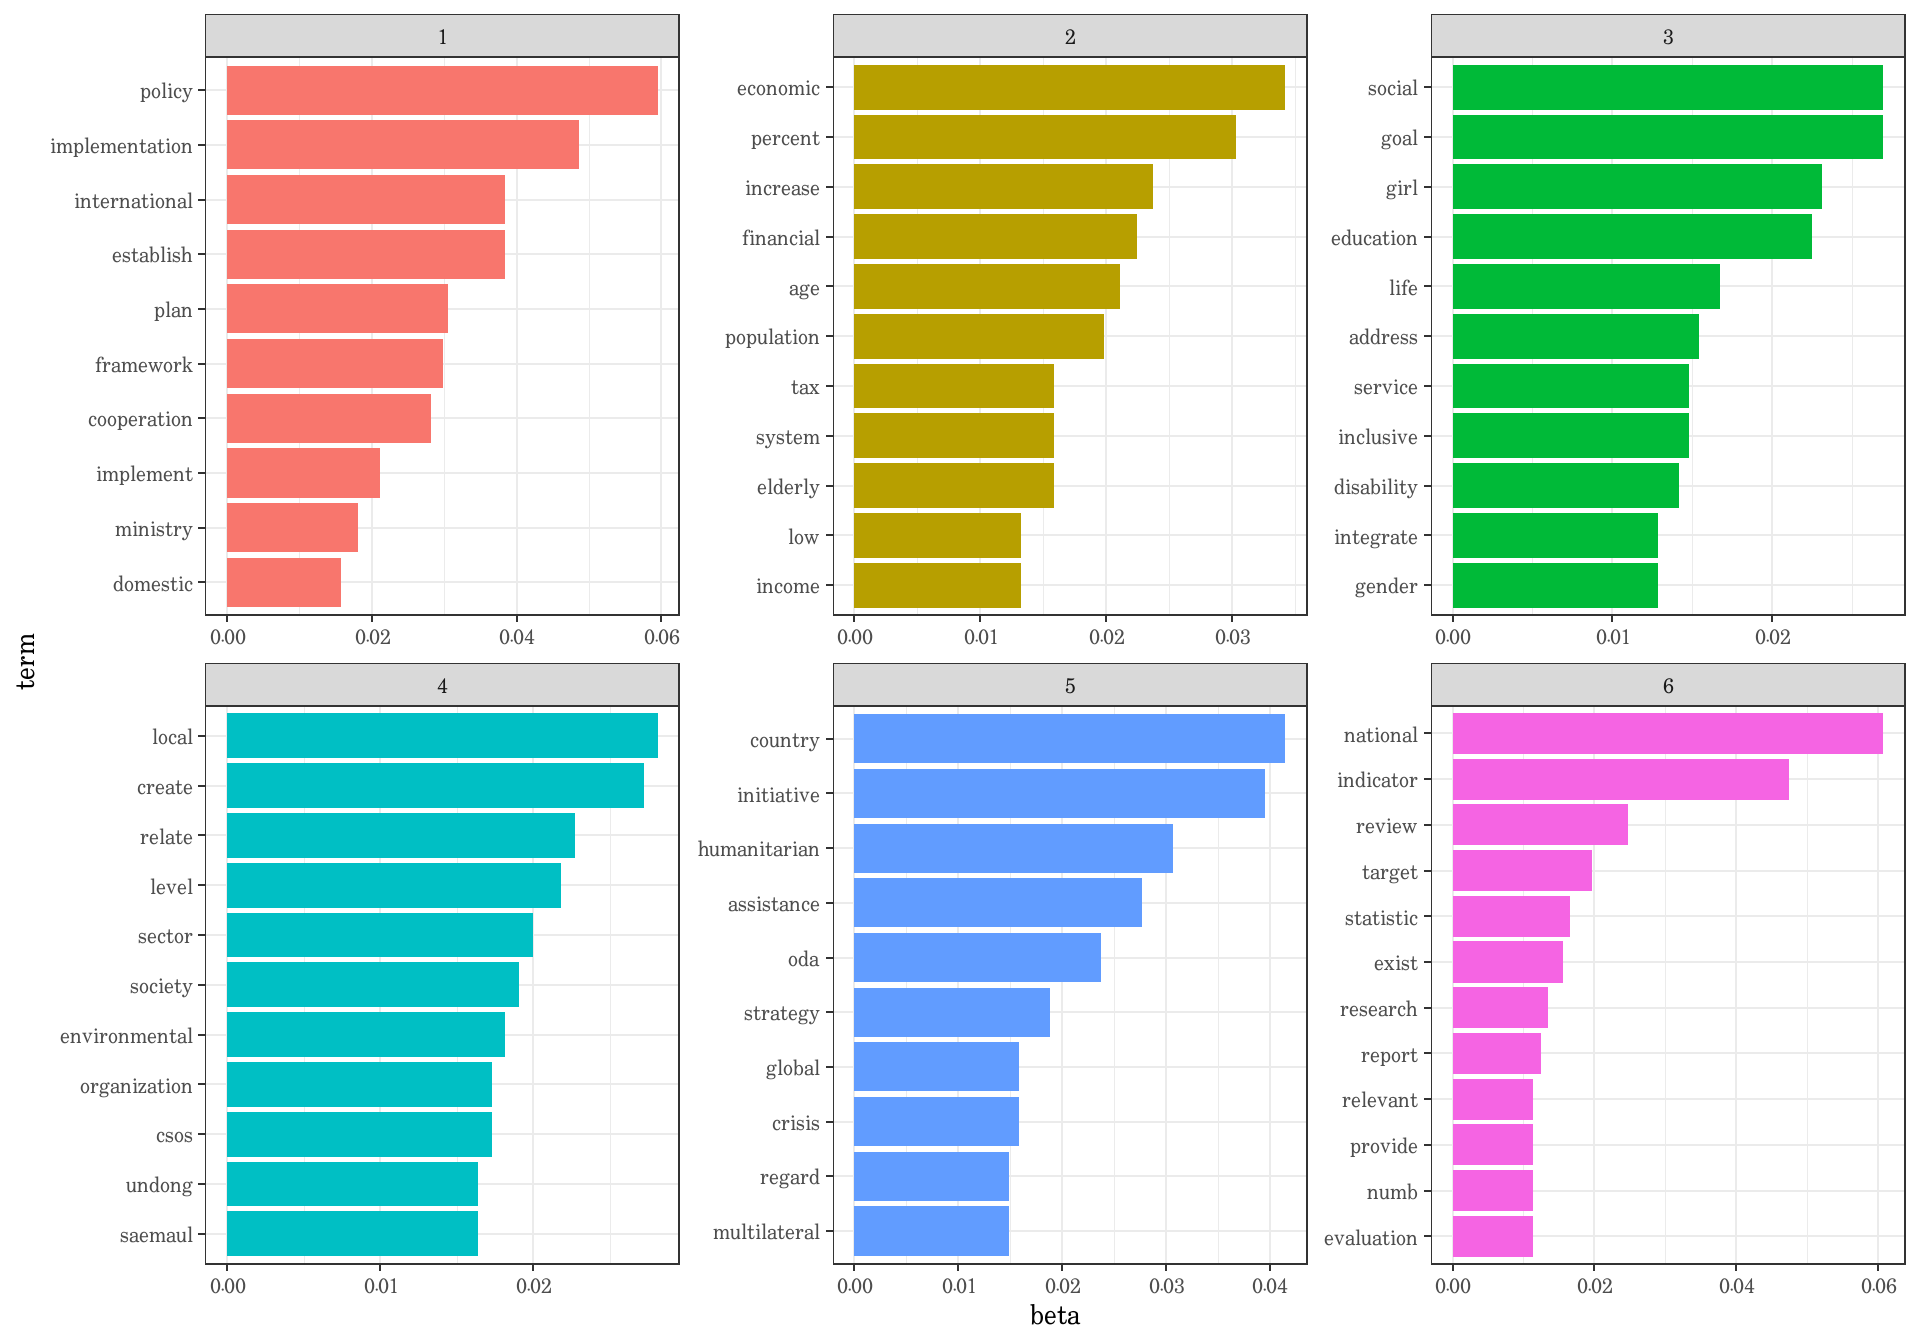 1
policy
implementation
international
establish
plan
framework
cooperation
implement
ministry
domestic
0.00 0.02 0.04 0.06
2
economic
percent
increase
financial
age
population
tax
system
elderly
low
income
0.00 0.01 0.02 0.03
3
social
goal
girl
education
life
address
service
inclusive
disability
integrate
gender
0.00 0.01 0.02
term
4
local
create
relate
level
sector
society
environmental
organization
csos
undong
saemaul
0.00 0.01 0.02
5
country
initiative
humanitarian
assistance
oda
strategy
global
crisis
regard
multilateral
0.00 0.01 0.02 0.03 0.04
6
national
indicator
review
target
statistic
exist
research
report
relevant
provide
numb
evaluation
0.00 0.02 0.04 0.06
beta